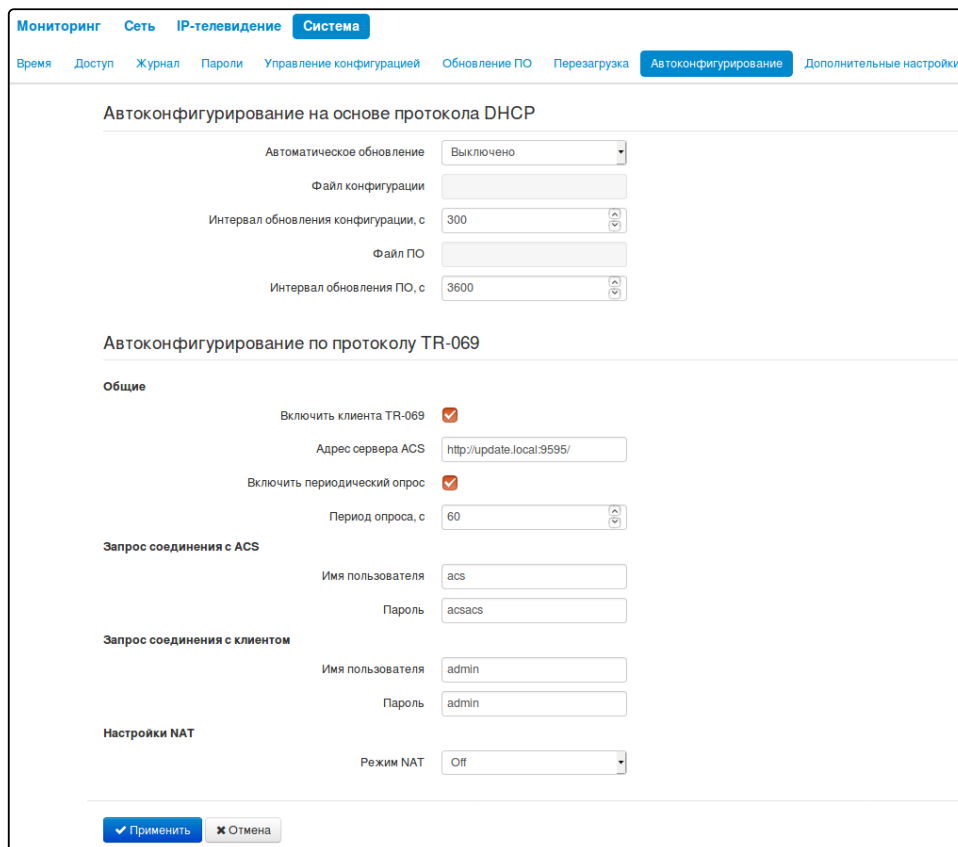 Мониторинг Сеть IP-телевидение Система
Время Доступ Журнал Пароли Управление конфигурацией Обновление ПО Перезагрузка Автоконфигурирование Дополнительные настройки
Автоконфигурирование на основе протокола DHCP
Автоматическое обновление Выключено
Файл конфигурации
Интервал обновления конфигурации, с 300
Файл ПО
Интервал обновления ПО, с 3600
Автоконфигурирование по протоколу TR-069
Общие
Включить клиента TR-069
Адрес сервера ACS http://update.local:9595/
Включить периодический опрос
Период опроса, с 60
Запрос соединения с ACS
Имя пользователя acs
Пароль acsacs
Запрос соединения с клиентом
Имя пользователя admin
Пароль admin
Настройки NAT
Режим NAT Off
Применить Отмена